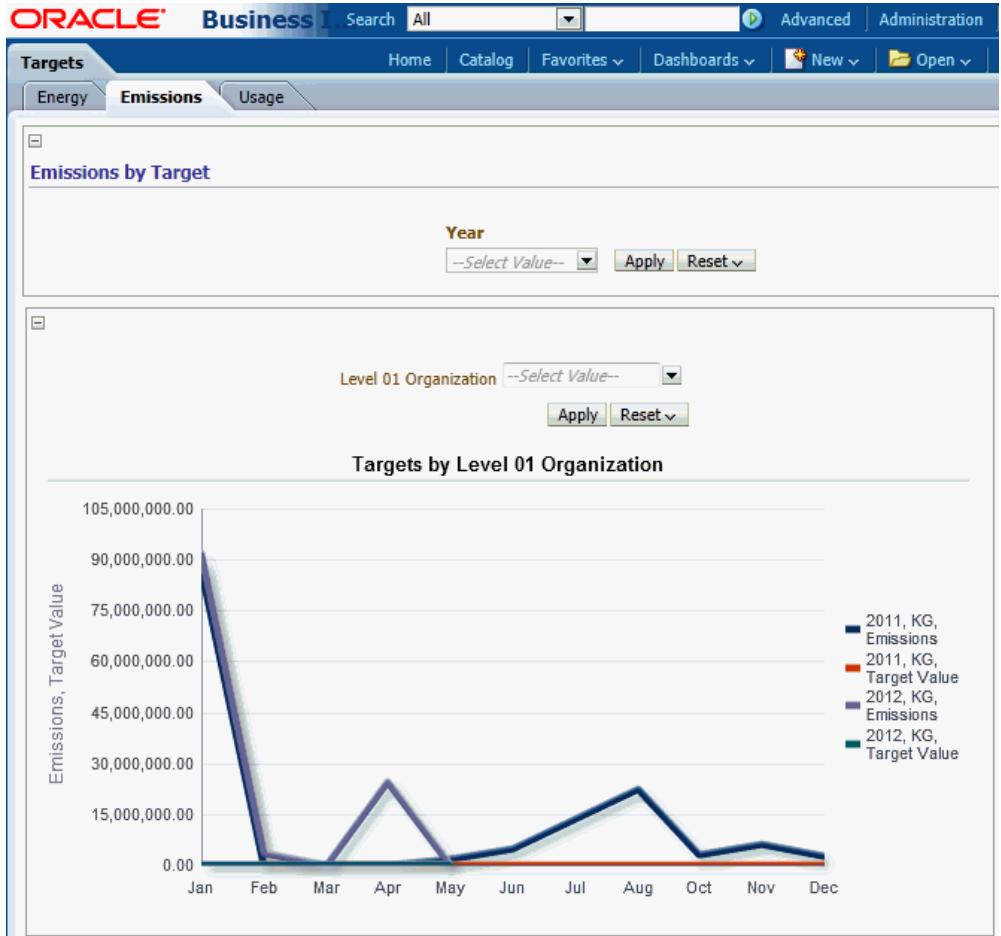 ORACLE Business I... Search All Advanced Administration
Targets Home Catalog Favorites Dashboards New Open
Energy Emissions Usage
Emissions by Target
Year
--Select Value-- Apply Reset
Level 01 Organization --Select Value--
Apply Reset
Targets by Level 01 Organization
Emissions, Target Value
105,000,000.00
90,000,000.00
75,000,000.00
60,000,000.00
45,000,000.00
30,000,000.00
15,000,000.00
0.00
Jan Feb Mar Apr May Jun Jul Aug Oct Nov Dec
2011, KG,
Emissions
2011, KG,
Target Value
2012, KG,
Emissions
2012, KG,
Target Value